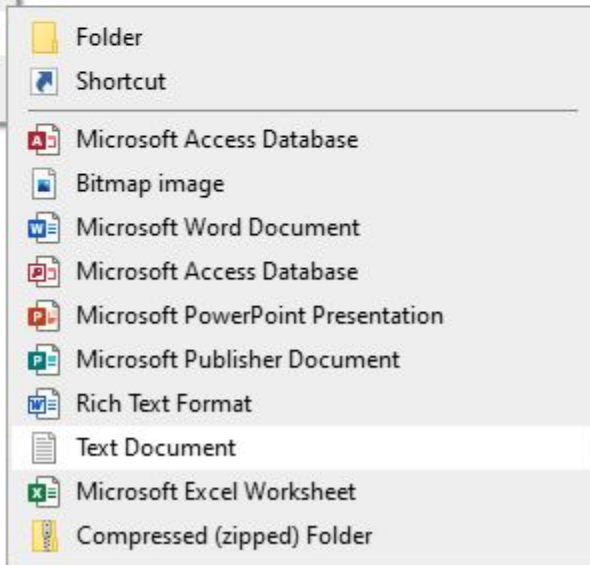 Folder
Shortcut
Microsoft Access Database
Bitmap image
Microsoft Word Document
Microsoft Access Database
Microsoft PowerPoint Presentation
Microsoft Publisher Document
Rich Text Format
Text Document
Microsoft Excel Worksheet
Compressed (zipped) Folder